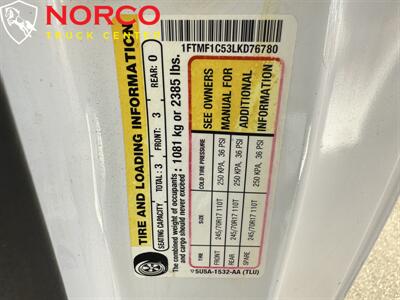 NORCO
TRUCK CENTER
1FTMF1C53LKD76780
TIRE AND LOADING INFORMATION
SEATING CAPACITY TOTAL: 3 FRONT: 3 REAR: 0
The combined weight of occupants
and cargo should never exceed : 1081 kg or 2385 lbs.
TIRE SIZE COLD TIRE PRESSURE
FRONT 245/70R17 110T 250 KPA, 36 PSI
REAR 245/70R17 110T 250 KPA, 36 PSI
SPARE 245/70R17 110T 250 KPA, 36 PSI
SEE OWNERS
MANUAL FOR
ADDITIONAL
INFORMATION
5U5A-1532-AA (TLU)